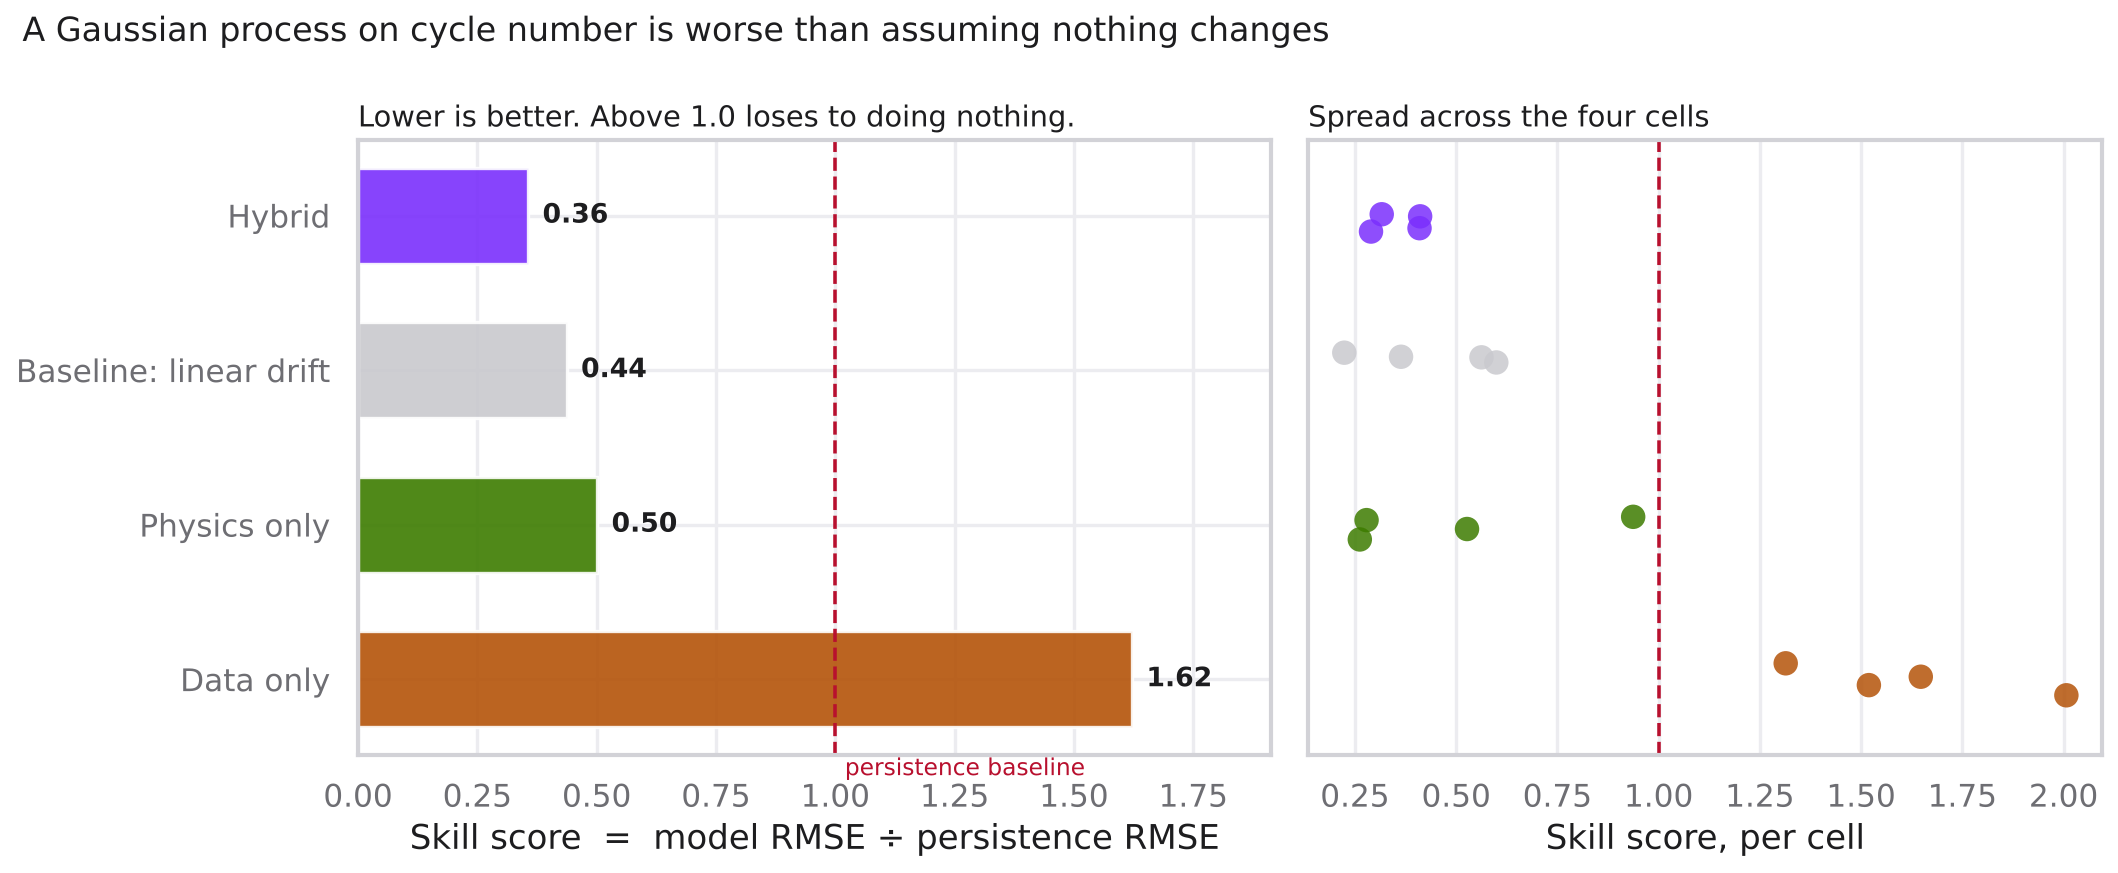 A Gaussian process on cycle number is worse than assuming nothing changes
Lower is better. Above 1.0 loses to doing nothing.
Hybrid
0.36
Baseline: linear drift
0.44
Physics only
0.50
Data only
1.62
persistence baseline
0.00 0.25 0.50 0.75 1.00 1.25 1.50 1.75
Skill score = model RMSE ÷ persistence RMSE
Spread across the four cells
0.25 0.50 0.75 1.00 1.25 1.50 1.75 2.00
Skill score, per cell